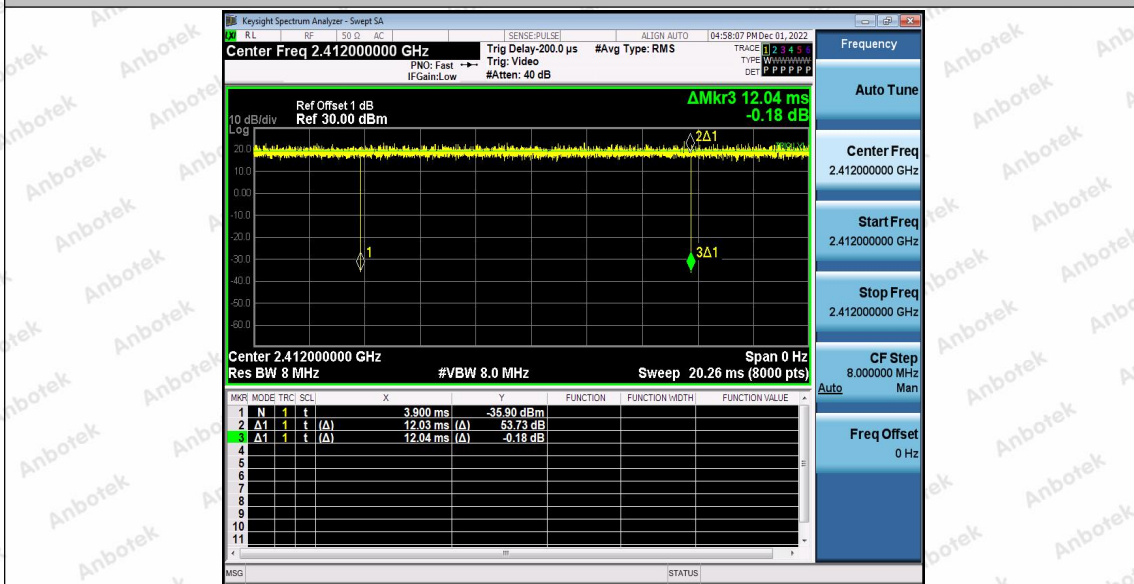 Keysight Spectrum Analyzer - Swept SA
RL RF 50 Ω AC SENSE:PULSE ALIGN AUTO 04:58:07 PM Dec 01, 2022
Center Freq 2.412000000 GHz
PNO: Fast
IFGain:Low
Trig Delay-200.0 µs
Trig: Video
#Atten: 40 dB
#Avg Type: RMS
TRACE 1 2 3 4 5 6
TYPE WWWWWW
DET P P P P P P
ΔMkr3 12.04 ms
-0.18 dB
Ref Offset 1 dB
10 dB/div Ref 30.00 dBm
Log
20.0
10.0
0.00
-10.0
-20.0
-30.0
-40.0
-50.0
-60.0
2Δ1
1
3Δ1
Center 2.412000000 GHz Span 0 Hz
Res BW 8 MHz #VBW 8.0 MHz Sweep 20.26 ms (8000 pts)
MKR MODE TRC SCL X Y FUNCTION FUNCTION WIDTH FUNCTION VALUE
1 N 1 t 3.900 ms -35.90 dBm
2 Δ1 1 t (Δ) 12.03 ms (Δ) 53.73 dB
3 Δ1 1 t (Δ) 12.04 ms (Δ) -0.18 dB
4
5
6
7
8
9
10
11
MSG STATUS
Frequency
Auto Tune
Center Freq
2.412000000 GHz
Start Freq
2.412000000 GHz
Stop Freq
2.412000000 GHz
CF Step
8.000000 MHz
Auto Man
Freq Offset
0 Hz
Anbotek